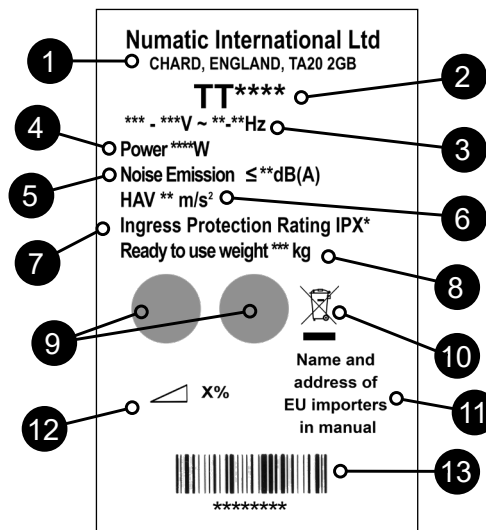 Numatic International Ltd
1 CHARD, ENGLAND, TA20 2GB
TT**** 2
*** - ***V ~ **-**Hz 3
4 Power ****W
5 Noise Emission ≤**dB(A)
HAV ** m/s² 6
7 Ingress Protection Rating IPX*
Ready to use weight *** kg 8
9 10
Name and
address of
EU importers 11
in manual
12 X%
13
********